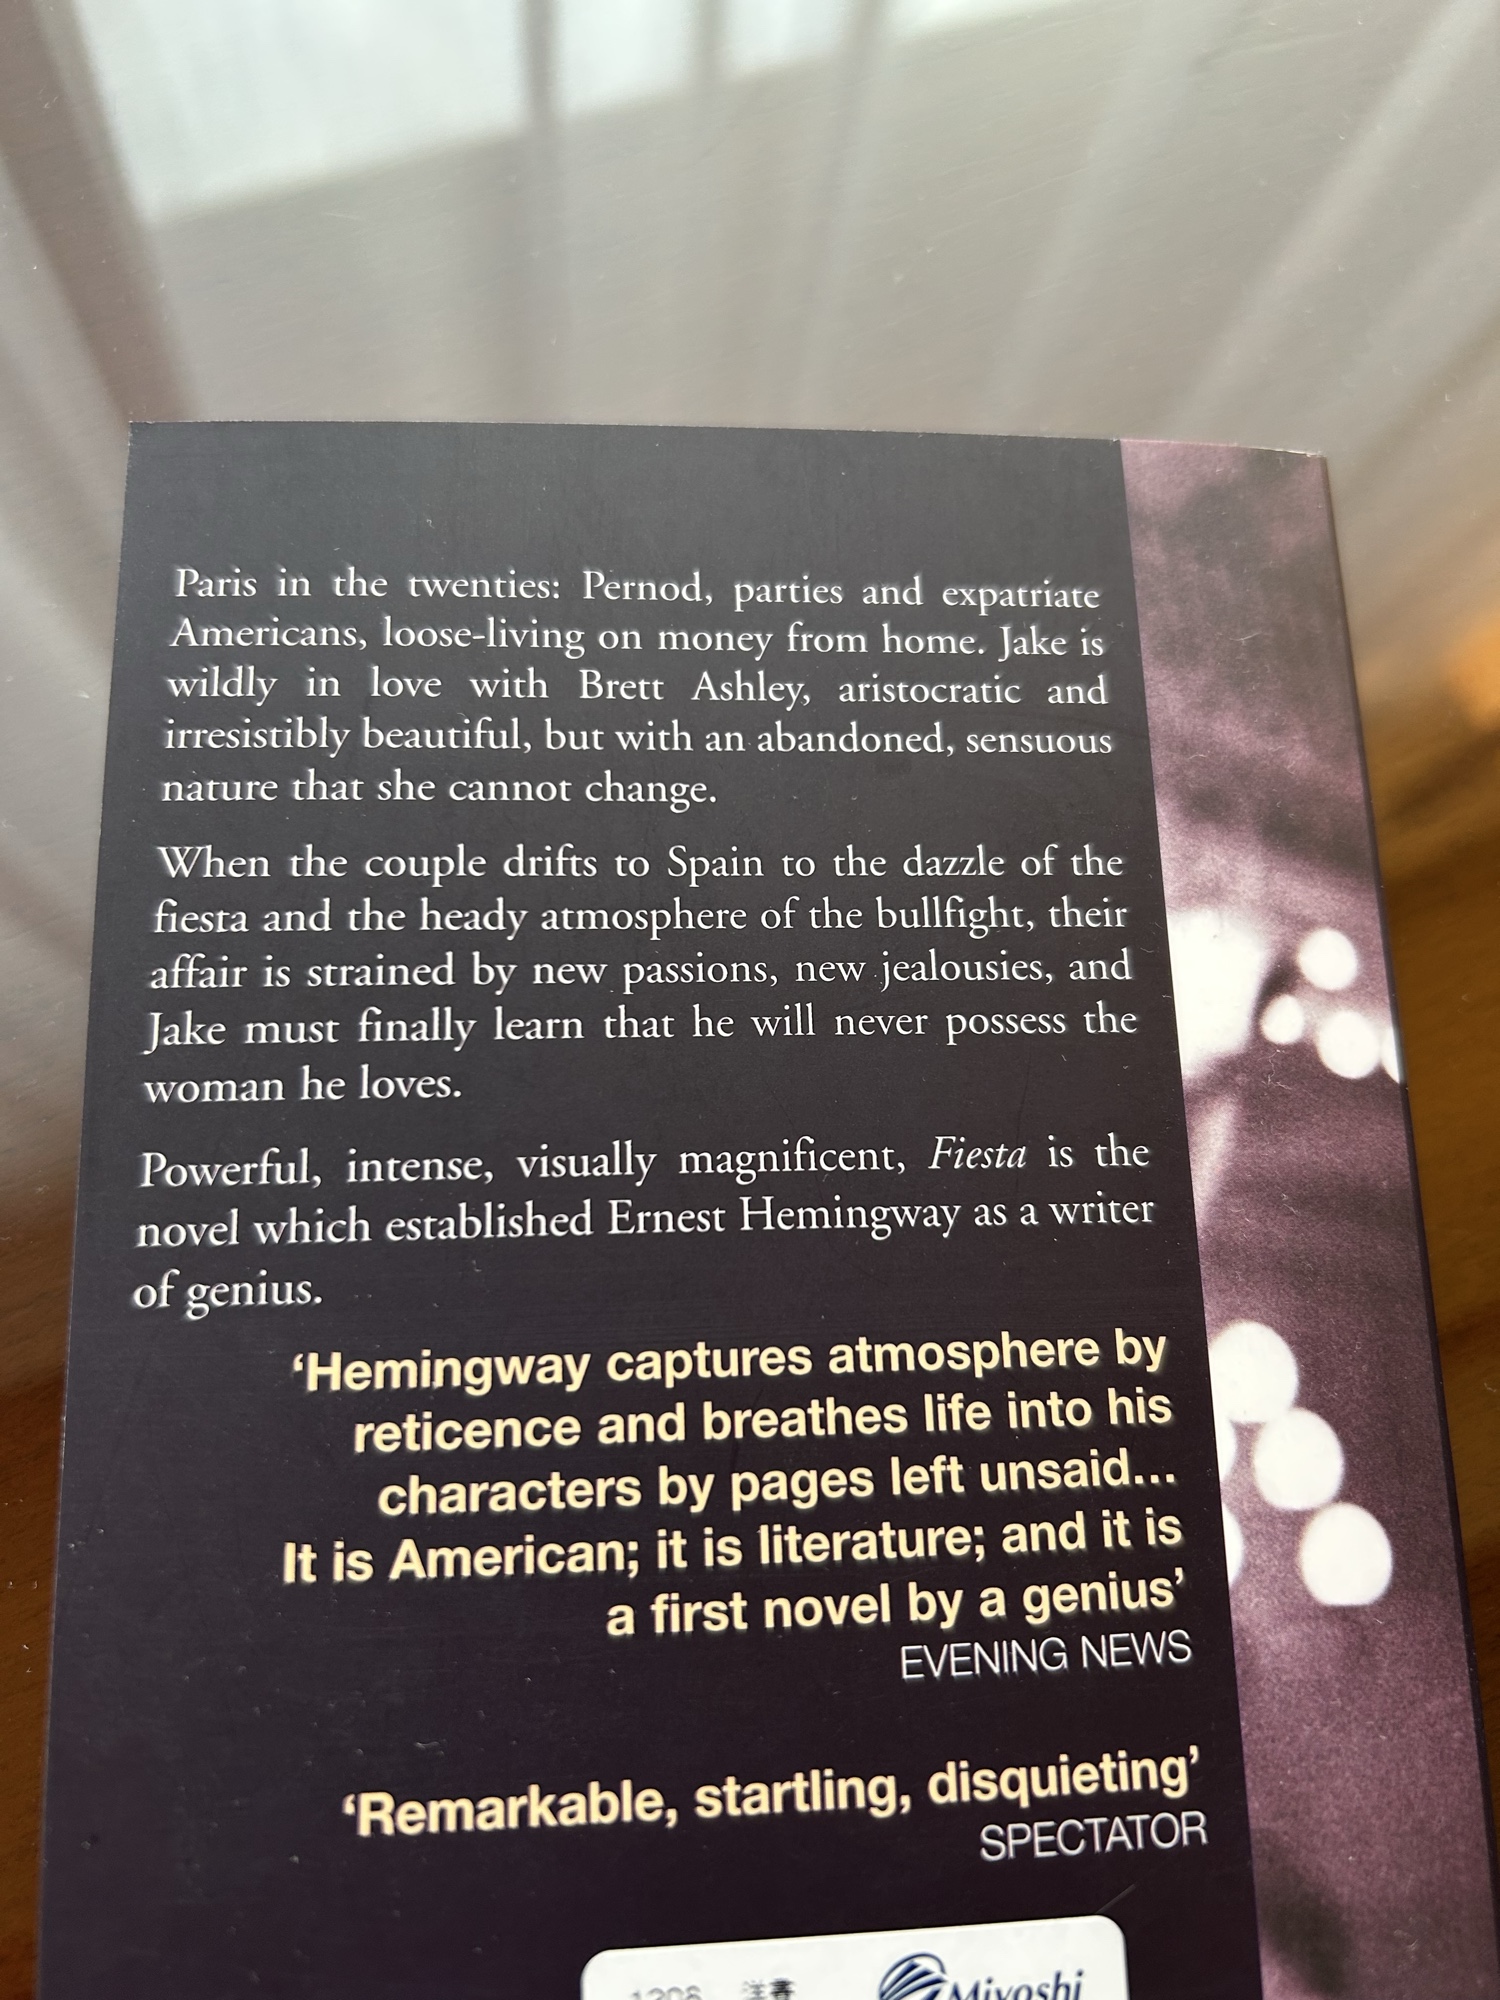 Paris in the twenties: Pernod, parties and expatriate
Americans, loose-living on money from home. Jake is
wildly in love with Brett Ashley, aristocratic and
irresistibly beautiful, but with an abandoned, sensuous
nature that she cannot change.
When the couple drifts to Spain to the dazzle of the
fiesta and the heady atmosphere of the bullfight, their
affair is strained by new passions, new jealousies, and
Jake must finally learn that he will never possess the
woman he loves.
Powerful, intense, visually magnificent, Fiesta is the
novel which established Ernest Hemingway as a writer
of genius.
‘Hemingway captures atmosphere by
reticence and breathes life into his
characters by pages left unsaid...
It is American; it is literature; and it is
a first novel by a genius’
EVENING NEWS
‘Remarkable, startling, disquieting’
SPECTATOR
洋書 Miyoshi